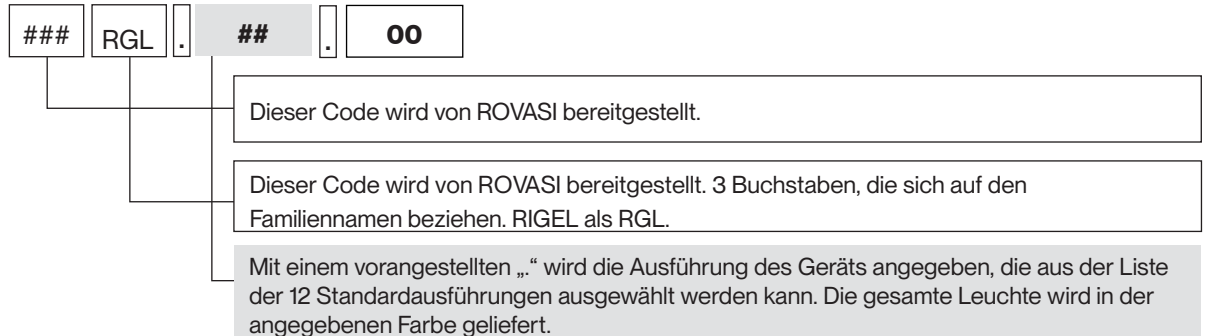 ### RGL . ## . 00
Dieser Code wird von ROVASI bereitgestellt.
Dieser Code wird von ROVASI bereitgestellt. 3 Buchstaben, die sich auf den
Familiennamen beziehen. RIGEL als RGL.
Mit einem vorangestellten „.“ wird die Ausführung des Geräts angegeben, die aus der Liste
der 12 Standardausführungen ausgewählt werden kann. Die gesamte Leuchte wird in der
angegebenen Farbe geliefert.